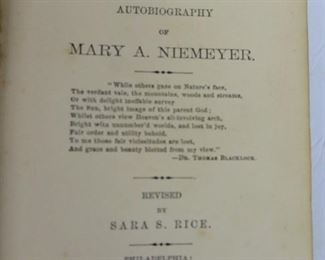 AUTOBIOGRAPHY
OF
MARY A. NIEMEYER.
"While others gaze on Nature's face,
The verdant vale, the mountains, woods and streams,
Or with delight ineffable survey
The Sun, bright image of his parent God;
Whilst others view Heaven's all-involving arch,
Bright with unnumber'd worlds, and lost in joy,
Fair order and utility behold,
To me those fair vicissitudes are lost,
And grace and beauty blotted from my view."
—DR. THOMAS BLACKLOCK.
REVISED
BY
SARA S. RICE.
PHILADELPHIA: